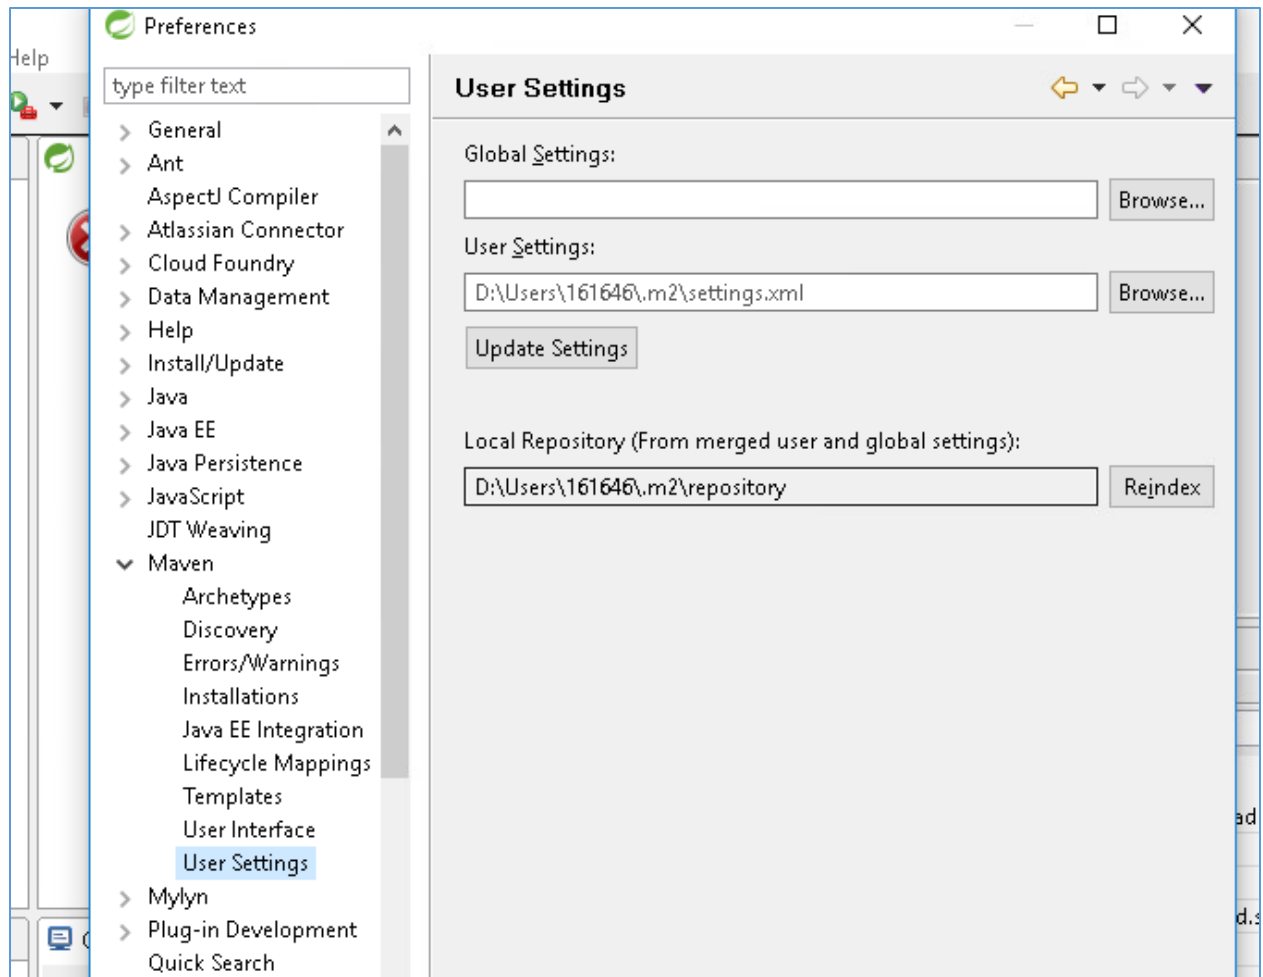 Preferences
Help
type filter text
User Settings
General
Ant
AspectJ Compiler
Atlassian Connector
Cloud Foundry
Data Management
Help
Install/Update
Java
Java EE
Java Persistence
JavaScript
JDT Weaving
Maven
Archetypes
Discovery
Errors/Warnings
Installations
Java EE Integration
Lifecycle Mappings
Templates
User Interface
User Settings
Mylyn
Plug-in Development
Quick Search
Global Settings:
Browse...
User Settings:
D:\Users\161646\.m2\settings.xml
Browse...
Update Settings
Local Repository (From merged user and global settings):
D:\Users\161646\.m2\repository
Reindex
ad
d.s